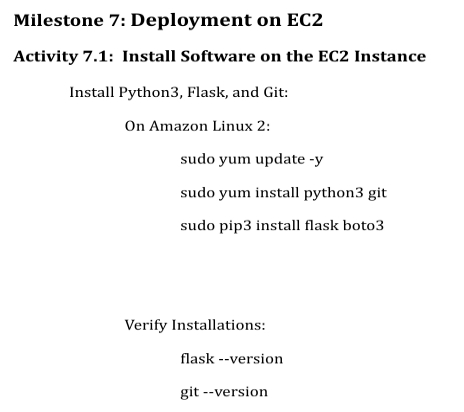 Milestone 7: Deployment on EC2
Activity 7.1:  Install Software on the EC2 Instance
Install Python3, Flask, and Git:
On Amazon Linux 2:
sudo yum update -y
sudo yum install python3 git
sudo pip3 install flask boto3
Verify Installations:
flask --version
git --version